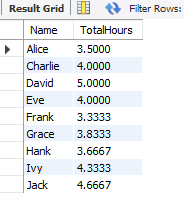 Result Grid Filter Rows:
Name TotalHours
Alice 3.5000
Charlie 4.0000
David 5.0000
Eve 4.0000
Frank 3.3333
Grace 3.8333
Hank 3.6667
Ivy 4.3333
Jack 4.6667